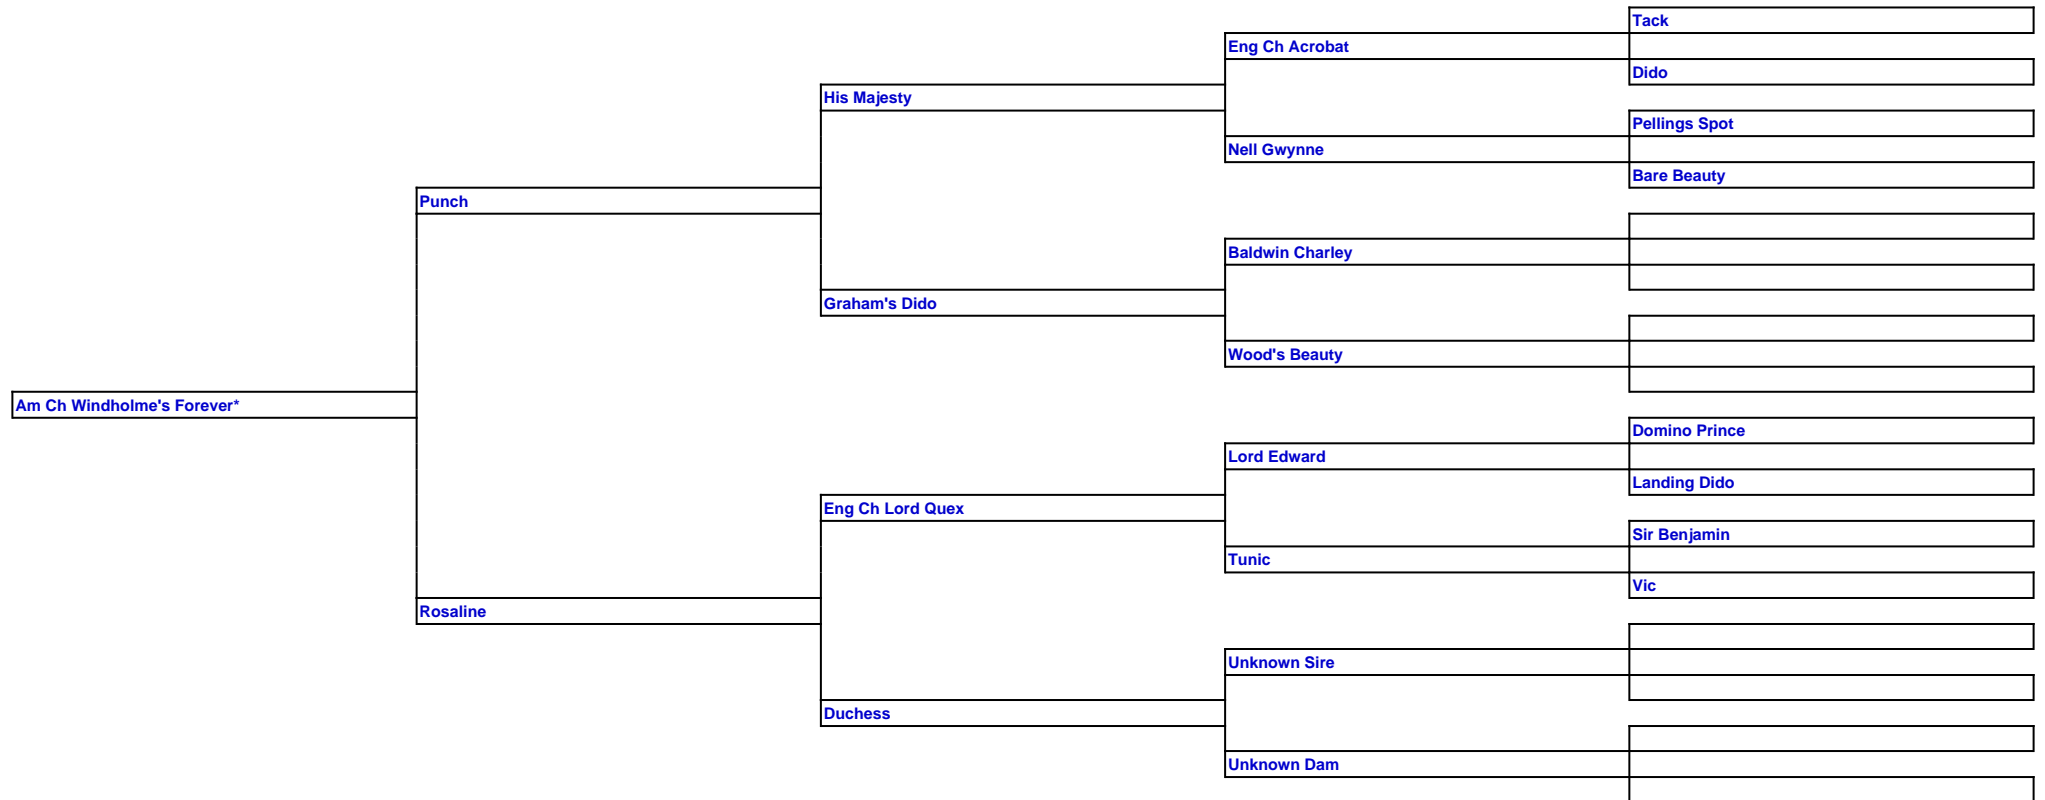 Tack
Eng Ch Acrobat
Dido
His Majesty
Pellings Spot
Nell Gwynne
Bare Beauty
Punch
Baldwin Charley
Graham's Dido
Wood's Beauty
Am Ch Windholme's Forever*
Domino Prince
Lord Edward
Landing Dido
Eng Ch Lord Quex
Sir Benjamin
Tunic
Vic
Rosaline
Unknown Sire
Duchess
Unknown Dam